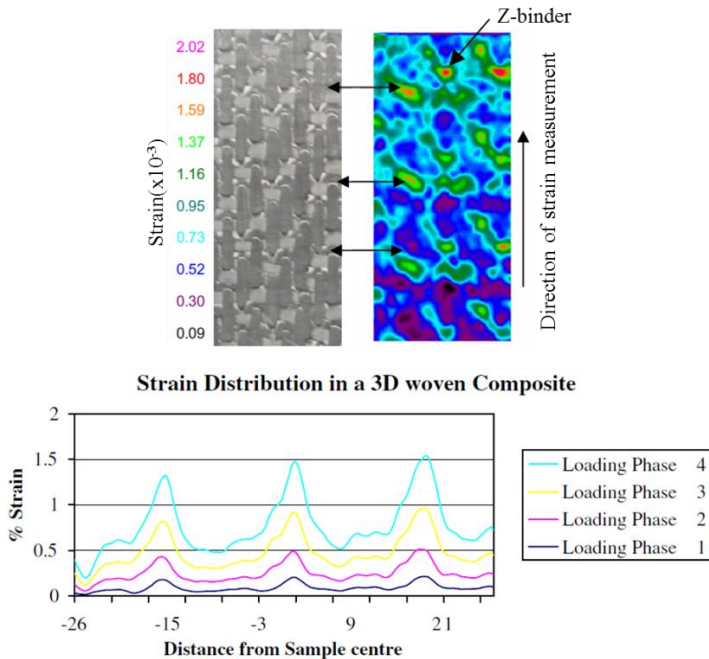 Z-binder
2.02
1.80
1.59
1.37
1.16
0.95
0.73
0.52
0.30
0.09
Strain(x10-³)
Direction of strain measurement
Strain Distribution in a 3D woven Composite
2
1.5
1
0.5
0
% Strain
-26 -15 -3 9 21
Distance from Sample centre
Loading Phase 4
Loading Phase 3
Loading Phase 2
Loading Phase 1